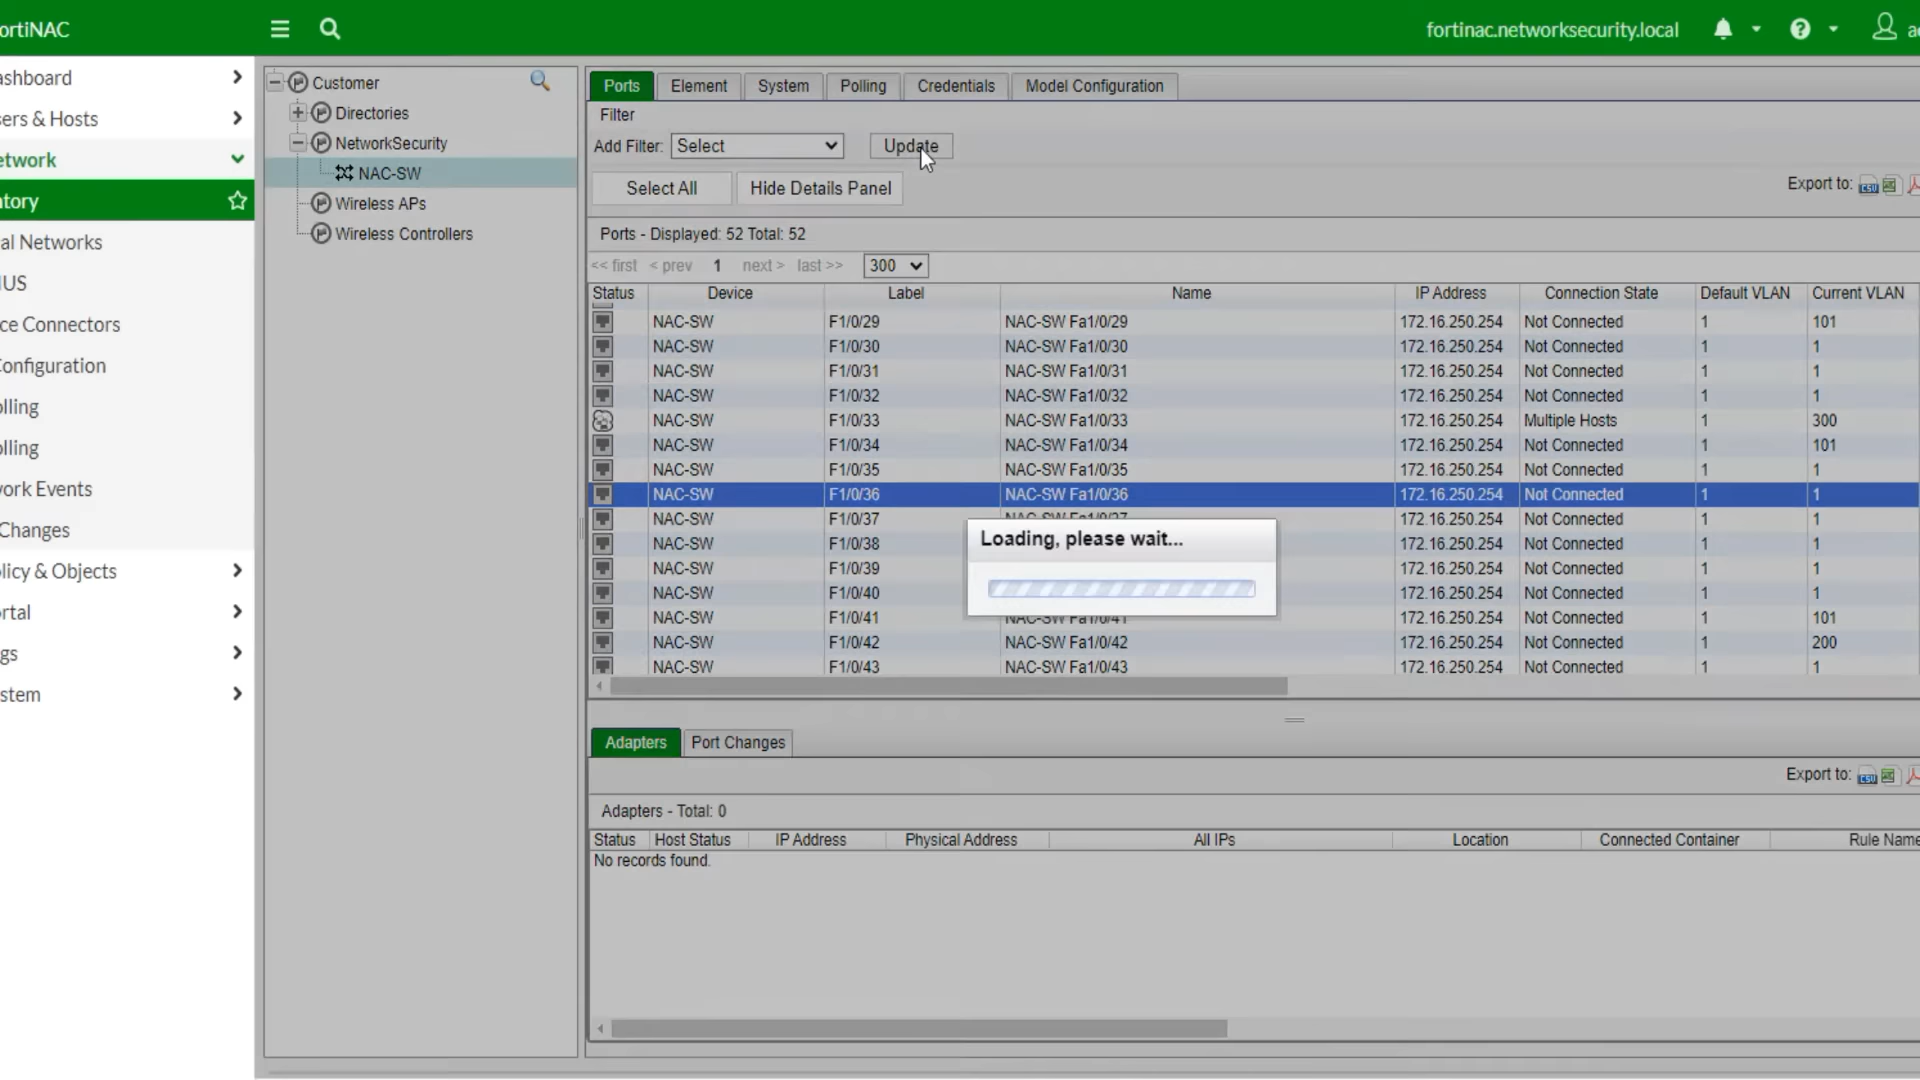 ortiNAC
fortinac.networksecurity.local
ashboard
sers & Hosts
etwork
ntory
al Networks
IUS
ce Connectors
Configuration
olling
olling
ork Events
Changes
licy & Objects
ortal
gs
stem
Customer
Directories
NetworkSecurity
NAC-SW
Wireless APs
Wireless Controllers
Ports Element System Polling Credentials Model Configuration
Filter
Add Filter: Select Update
Select All Hide Details Panel
Export to:
Ports - Displayed: 52 Total: 52
<< first < prev 1 next > last >> 300
Status Device Label Name IP Address Connection State Default VLAN Current VLAN
NAC-SW F1/0/29 NAC-SW Fa1/0/29 172.16.250.254 Not Connected 1 101
NAC-SW F1/0/30 NAC-SW Fa1/0/30 172.16.250.254 Not Connected 1 1
NAC-SW F1/0/31 NAC-SW Fa1/0/31 172.16.250.254 Not Connected 1 1
NAC-SW F1/0/32 NAC-SW Fa1/0/32 172.16.250.254 Not Connected 1 1
NAC-SW F1/0/33 NAC-SW Fa1/0/33 172.16.250.254 Multiple Hosts 1 300
NAC-SW F1/0/34 NAC-SW Fa1/0/34 172.16.250.254 Not Connected 1 101
NAC-SW F1/0/35 NAC-SW Fa1/0/35 172.16.250.254 Not Connected 1 1
NAC-SW F1/0/36 NAC-SW Fa1/0/36 172.16.250.254 Not Connected 1 1
NAC-SW F1/0/37 NAC-SW Fa1/0/37 172.16.250.254 Not Connected 1 1
NAC-SW F1/0/38 172.16.250.254 Not Connected 1 1
NAC-SW F1/0/39 172.16.250.254 Not Connected 1 1
NAC-SW F1/0/40 172.16.250.254 Not Connected 1 1
NAC-SW F1/0/41 NAC-SW Fa1/0/41 172.16.250.254 Not Connected 1 101
NAC-SW F1/0/42 NAC-SW Fa1/0/42 172.16.250.254 Not Connected 1 200
NAC-SW F1/0/43 NAC-SW Fa1/0/43 172.16.250.254 Not Connected 1 1
Loading, please wait...
Adapters Port Changes
Export to:
Adapters - Total: 0
Status Host Status IP Address Physical Address All IPs Location Connected Container Rule Name
No records found.